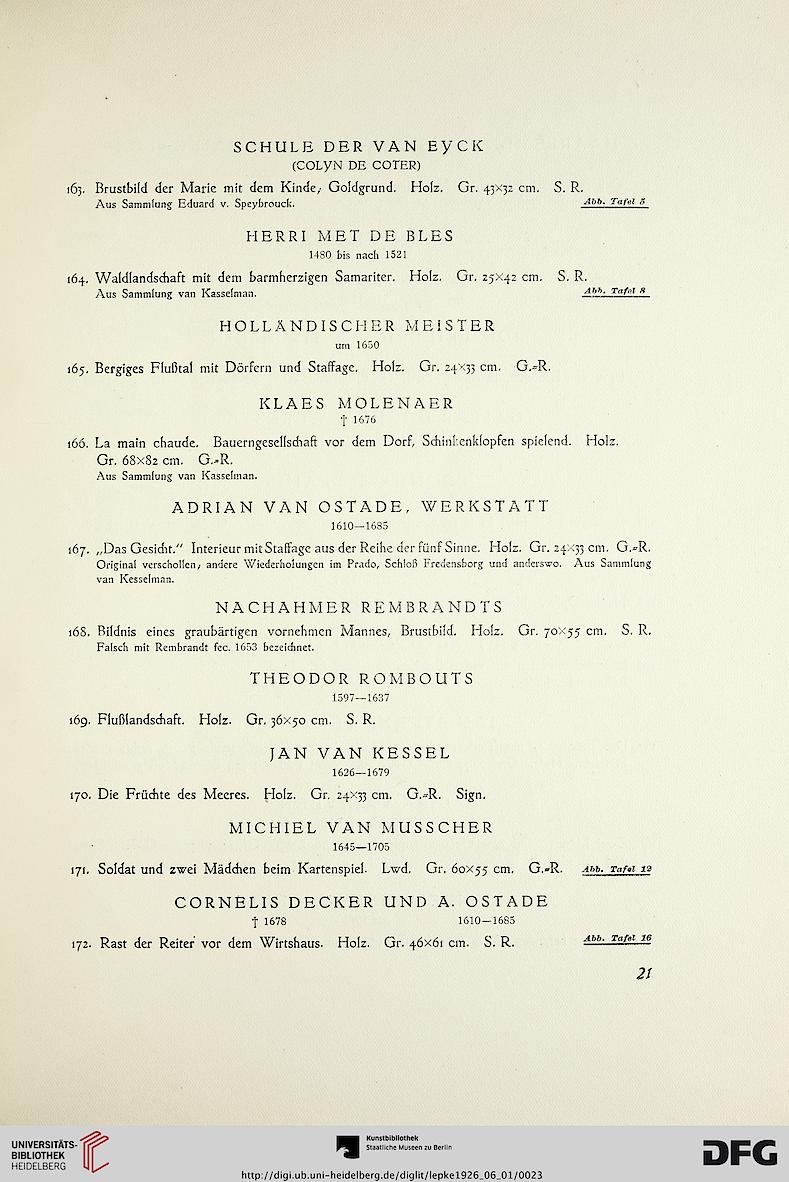 SCHULE DER VAN EyCK
(COLyN DE COTER)
163. Brustbild der Marie mit dem Kinde; Goldgrund. Holz. Gr. 43×32 cm. S. R.
Aus Sammlung Eduard v. Speybrouck. Abb. Tafel 5
HERRI MET DE BLES
1480 bis nach 1521
164. Waldlandschaft mit dem barmherzigen Samariter. Holz. Gr. 25×42 cm. S. R.
Aus Sammlung van Kasselman. Abb. Tafel 8
HOLLÄNDISCHER MEISTER
um 1650
165. Bergiges Flußtal mit Dörfern und Staffage. Holz. Gr. 24×33 cm. G.=R.
KLAES MOLENAER
† 1676
166. La main chaude. Bauerngesellschaft vor dem Dorf, Schinkenklopfen spielend. Holz.
Gr. 68×82 cm. G.=R.
Aus Sammlung van Kasselman.
ADRIAN VAN OSTADE, WERKSTATT
1610—1685
167. „Das Gesicht." Interieur mit Staffage aus der Reihe der fünf Sinne. Holz. Gr. 24×33 cm. G.=R.
Original verschollen; andere Wiederholungen im Prado, Schloß Fredensborg und anderswo. Aus Sammlung
van Kesselman.
NACHAHMER REMBRANDTS
168. Bildnis eines graubärtigen vornehmen Mannes, Brustbild. Holz. Gr. 70×55 cm. S. R.
Falsch mit Rembrandt fec. 1653 bezeichnet.
THEODOR ROMBOUTS
1597—1637
169. Flußlandschaft. Holz. Gr. 36×50 cm. S. R.
JAN VAN KESSEL
1626—1679
170. Die Früchte des Meeres. Holz. Gr. 24×33 cm. G.=R. Sign.
MICHIEL VAN MUSSCHER
1645—1705
171. Soldat und zwei Mädchen beim Kartenspiel. Lwd. Gr. 60×55 cm. G.=R. Abb. Tafel 12
CORNELIS DECKER UND A. OSTADE
† 1678 1610—1685
172. Rast der Reiter vor dem Wirtshaus. Holz. Gr. 46×61 cm. S. R. Abb. Tafel 16
21
UNIVERSITÄTS-
BIBLIOTHEK
HEIDELBERG
Kunstbibliothek
Staatliche Museen zu Berlin
DFG
http://digi.ub.uni-heidelberg.de/diglit/lepke1926_06_01/0023